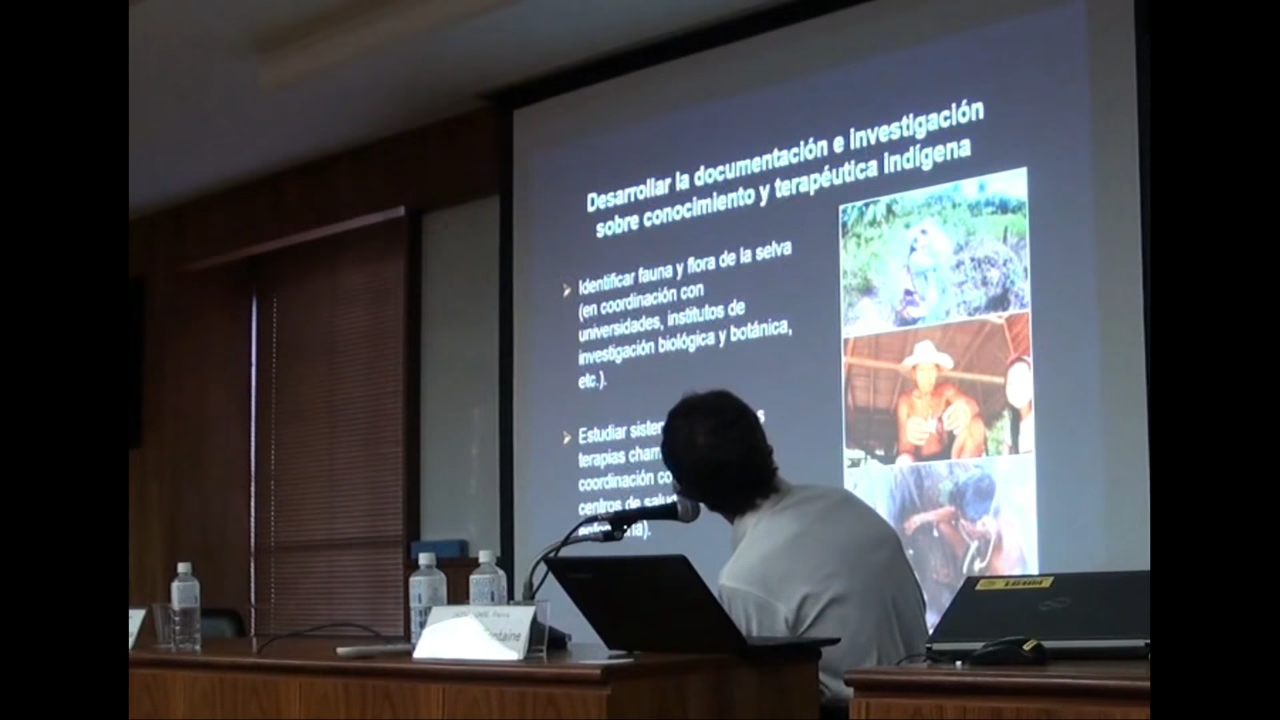 Desarrollar la documentación e investigación
sobre conocimiento y terapéutica indígena
Identificar fauna y flora de la selva
(en coordinación con
universidades, institutos de
investigación biológica y botánica,
etc.).
Estudiar
terapias
coordinación
centros de